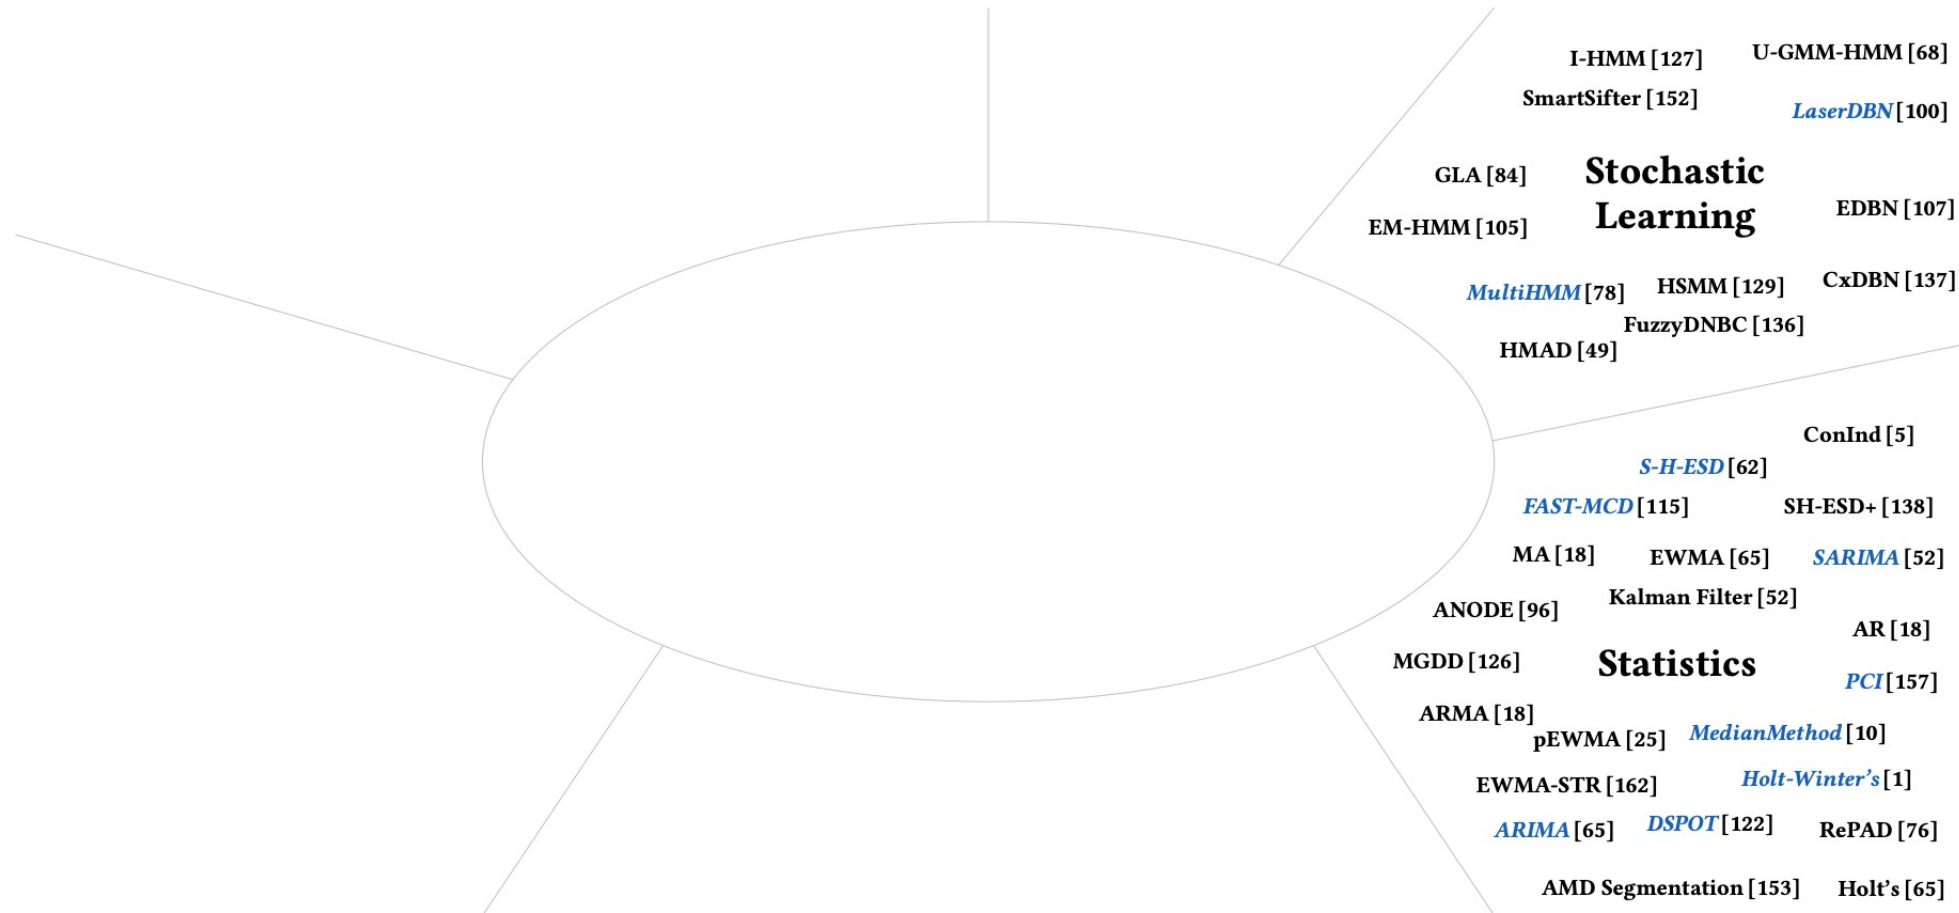 I-HMM [127]
U-GMM-HMM [68]
SmartSifter [152]
LaserDBN [100]
GLA [84]
Stochastic
Learning
EDBN [107]
EM-HMM [105]
MultiHMM [78]
HSMM [129]
CxDBN [137]
FuzzyDNBC [136]
HMAD [49]
ConInd [5]
S-H-ESD [62]
FAST-MCD [115]
SH-ESD+ [138]
MA [18]
EWMA [65]
SARIMA [52]
Kalman Filter [52]
ANODE [96]
AR [18]
MGDD [126]
Statistics
PCI [157]
ARMA [18]
pEWMA [25]
MedianMethod [10]
EWMA-STR [162]
Holt-Winter’s [1]
ARIMA [65]
DSPOT [122]
RePAD [76]
AMD Segmentation [153]
Holt’s [65]